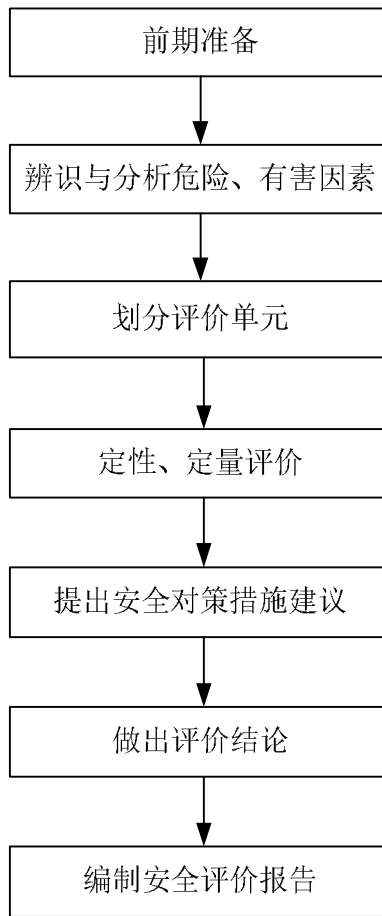 前期准备
辨识与分析危险、有害因素
划分评价单元
定性、定量评价
提出安全对策措施建议
做出评价结论
编制安全评价报告